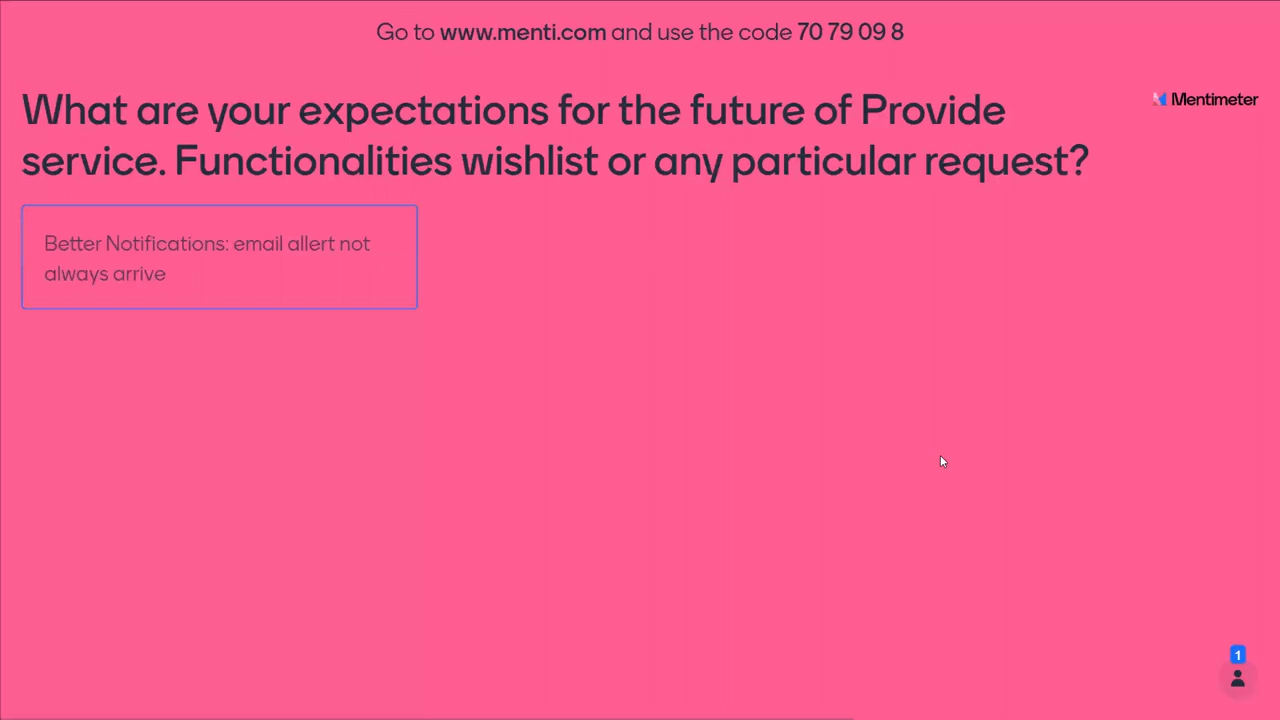 Go to www.menti.com and use the code 70 79 09 8
What are your expectations for the future of Provide
service. Functionalities wishlist or any particular request?
Mentimeter
Better Notifications: email allert not
always arrive
1